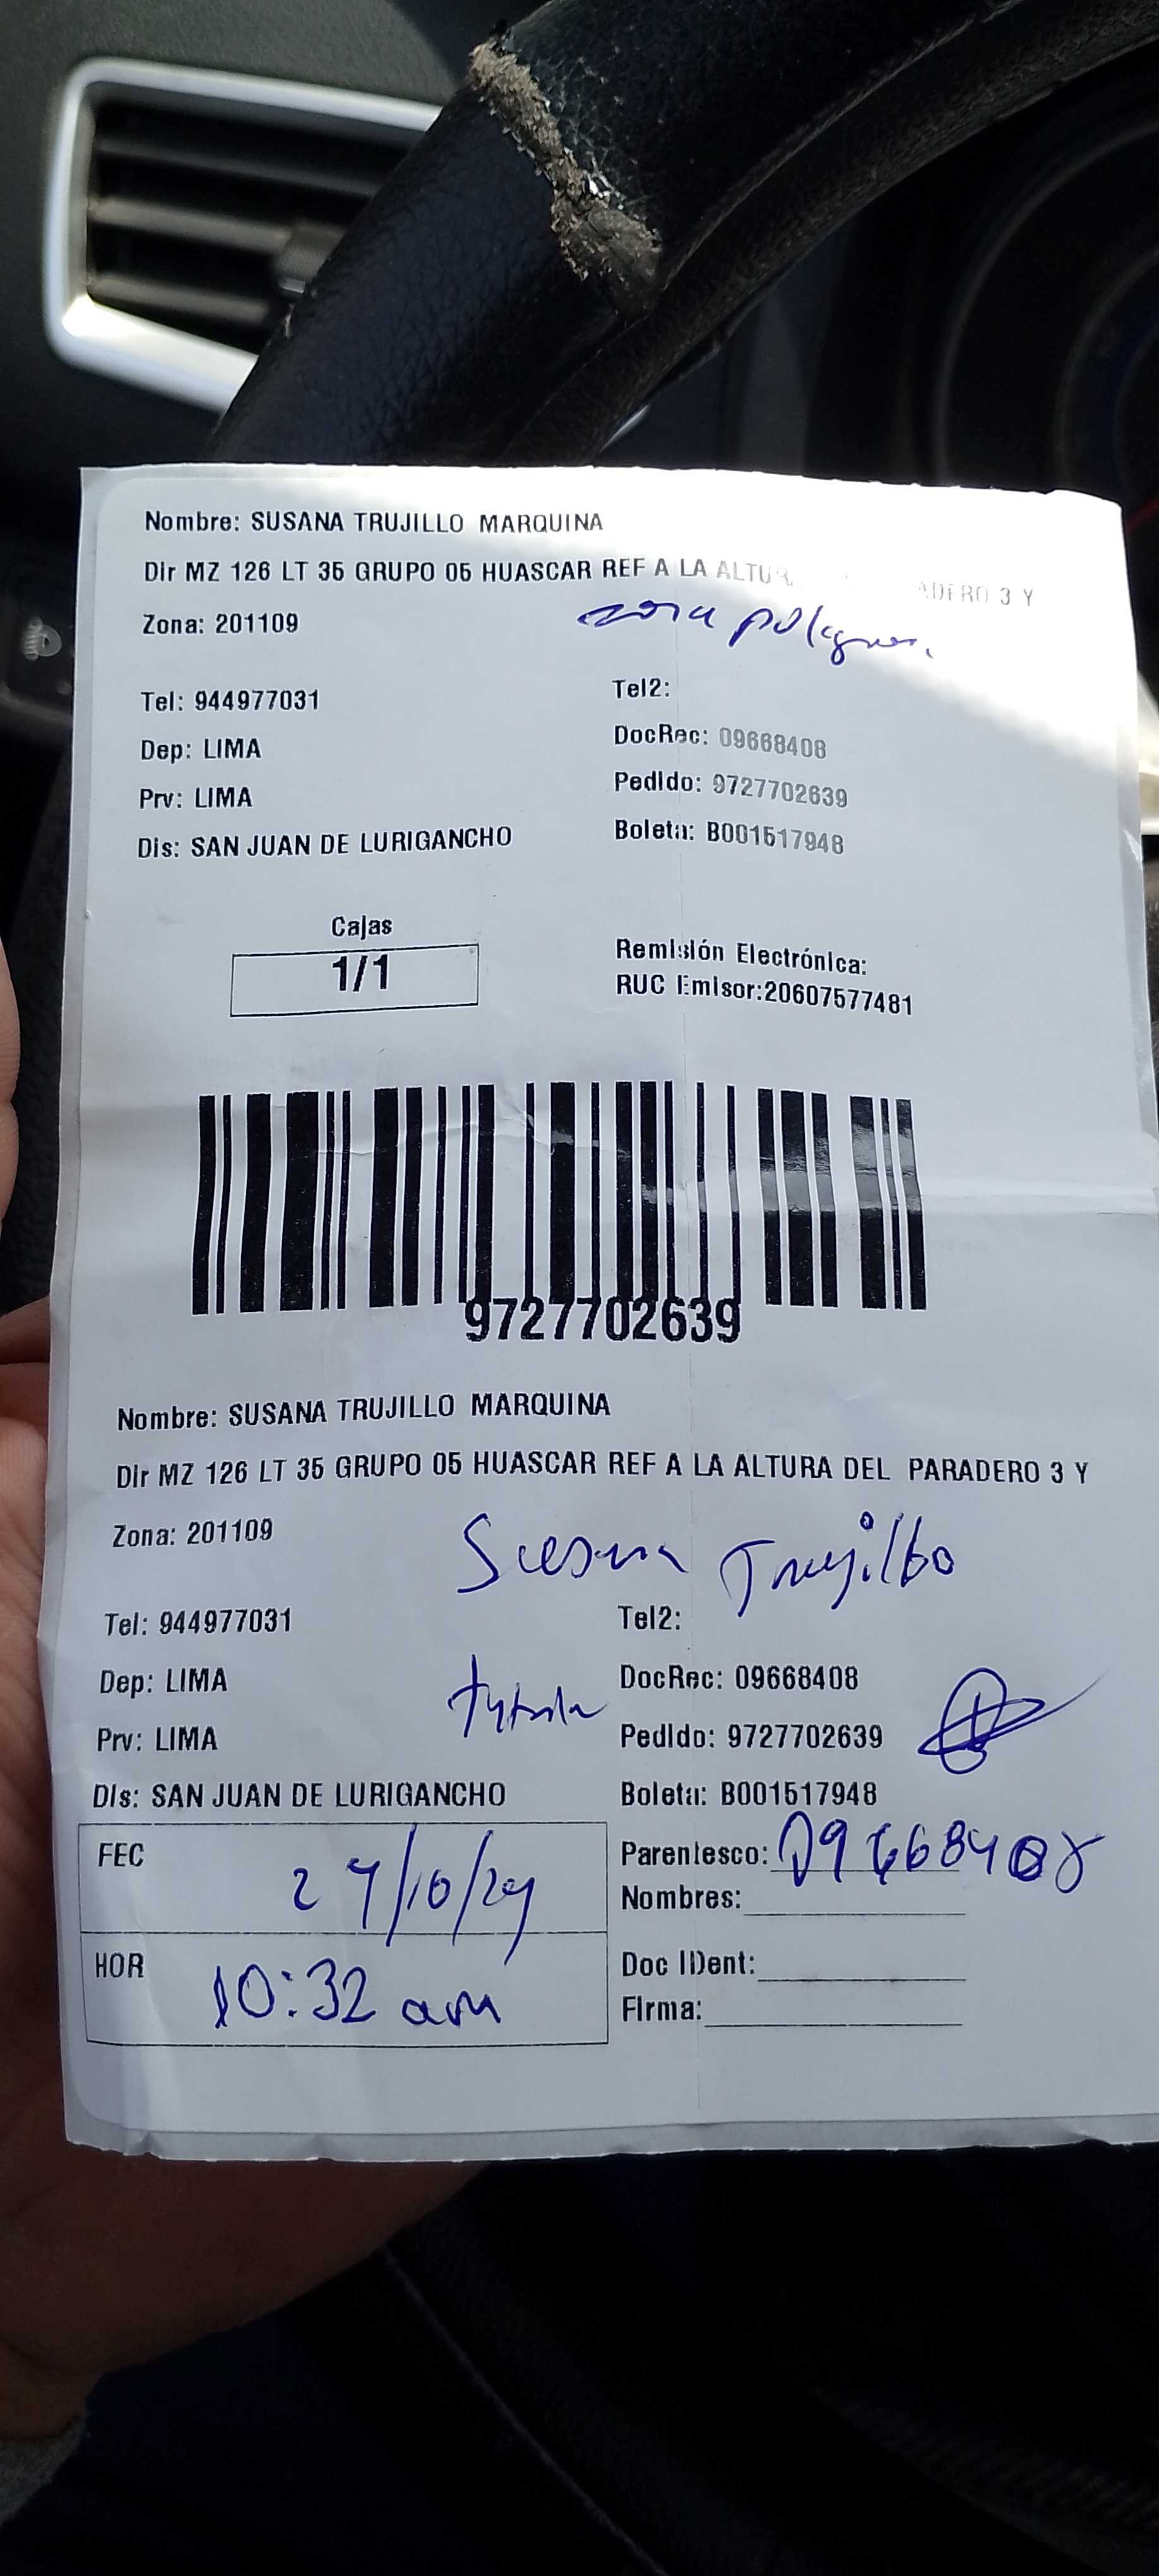 Nombre: SUSANA TRUJILLO MARQUINA
Dir MZ 126 LT 35 GRUPO 05 HUASCAR REF A LA ALTURA ADERO 3 Y
Zona: 201109
zona
Tel: 944977031
Tel2:
Dep: LIMA
DocRec: 09668408
Prv: LIMA
Pedido: 9727702639
Dis: SAN JUAN DE LURIGANCHO
Boleta: B001517948
Cajas
1/1
Remisión Electrónica:
RUC Emisor:20607577481
9727702639
Nombre: SUSANA TRUJILLO MARQUINA
Dir MZ 126 LT 35 GRUPO 05 HUASCAR REF A LA ALTURA DEL PARADERO 3 Y
Zona: 201109
Susana Trujillo
Tel: 944977031
Tel2:
Dep: LIMA
DocRec: 09668408
Prv: LIMA
Pedido: 9727702639
Dis: SAN JUAN DE LURIGANCHO
Boleta: B001517948
FEC 27/10/24
Parentesco: 09668408
Nombres:
HOR 10:32 am
Doc IDent:
Firma: